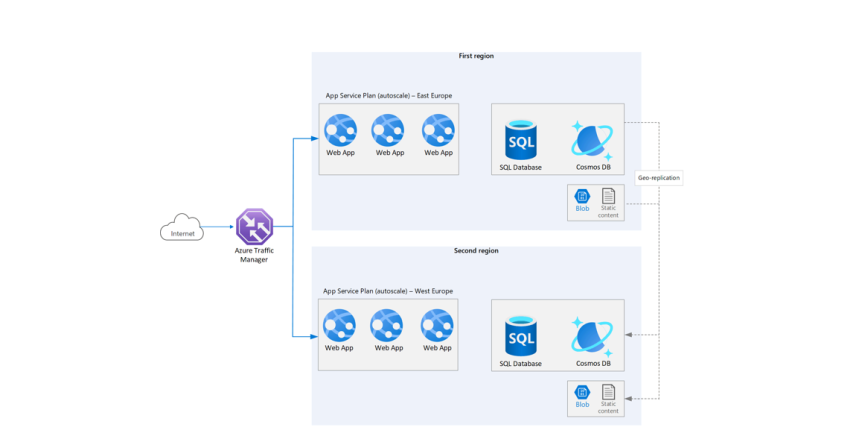 First region
App Service Plan (autoscale) – East Europe
Web App
Web App
Web App
SQL
SQL Database
Cosmos DB
Geo-replication
Blob
Static
content
Internet
Azure Traffic
Manager
Second region
App Service Plan (autoscale) – West Europe
Web App
Web App
Web App
SQL
SQL Database
Cosmos DB
Blob
Static
content